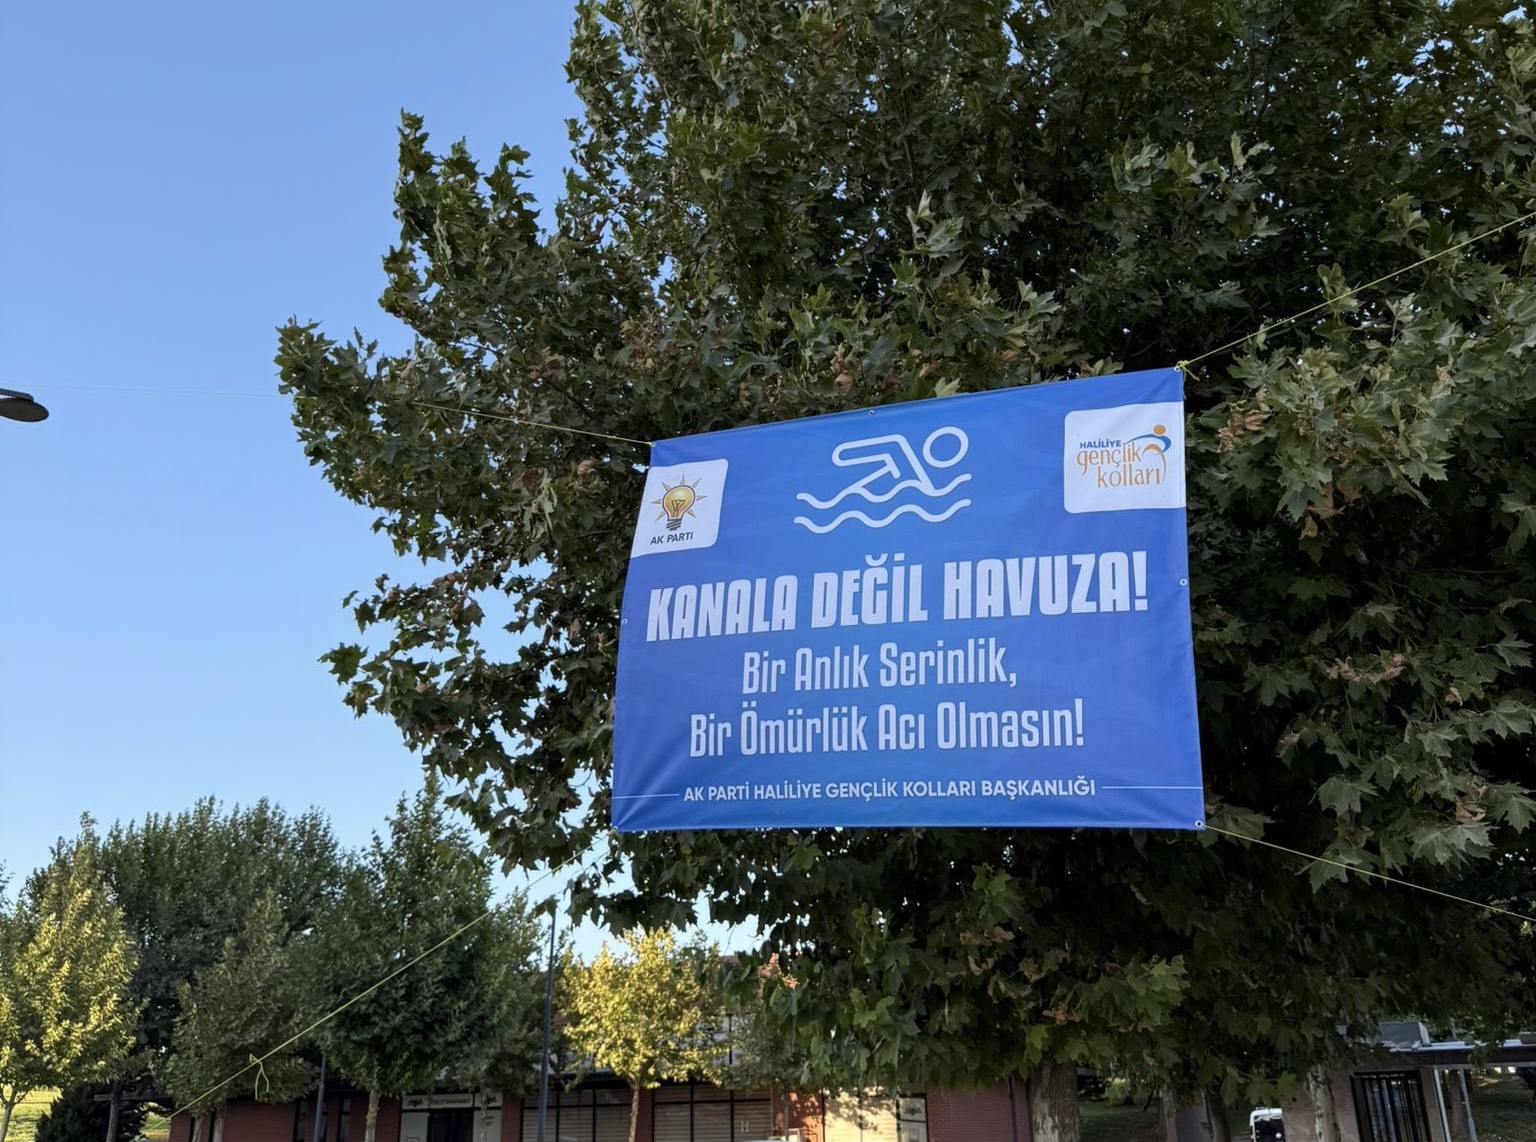 AK PARTİ
HALİLİYE
gençlik
kolları
KANALA DEĞİL HAVUZA!
Bir Anlık Serinlik,
Bir Ömürlük Acı Olmasın!
AK PARTİ HALİLİYE GENÇLİK KOLLARI BAŞKANLIĞI